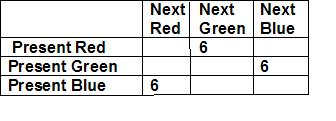 Next Next Next
Red Green Blue
Present Red 6
Present Green 6
Present Blue 6